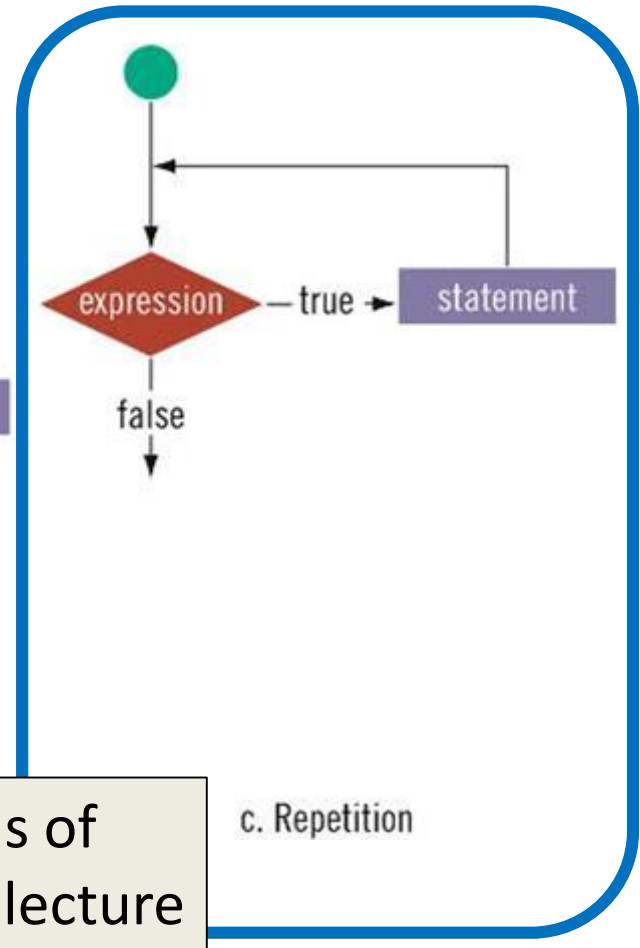 expression
true
statement
false
c. Repetition
s of
lecture